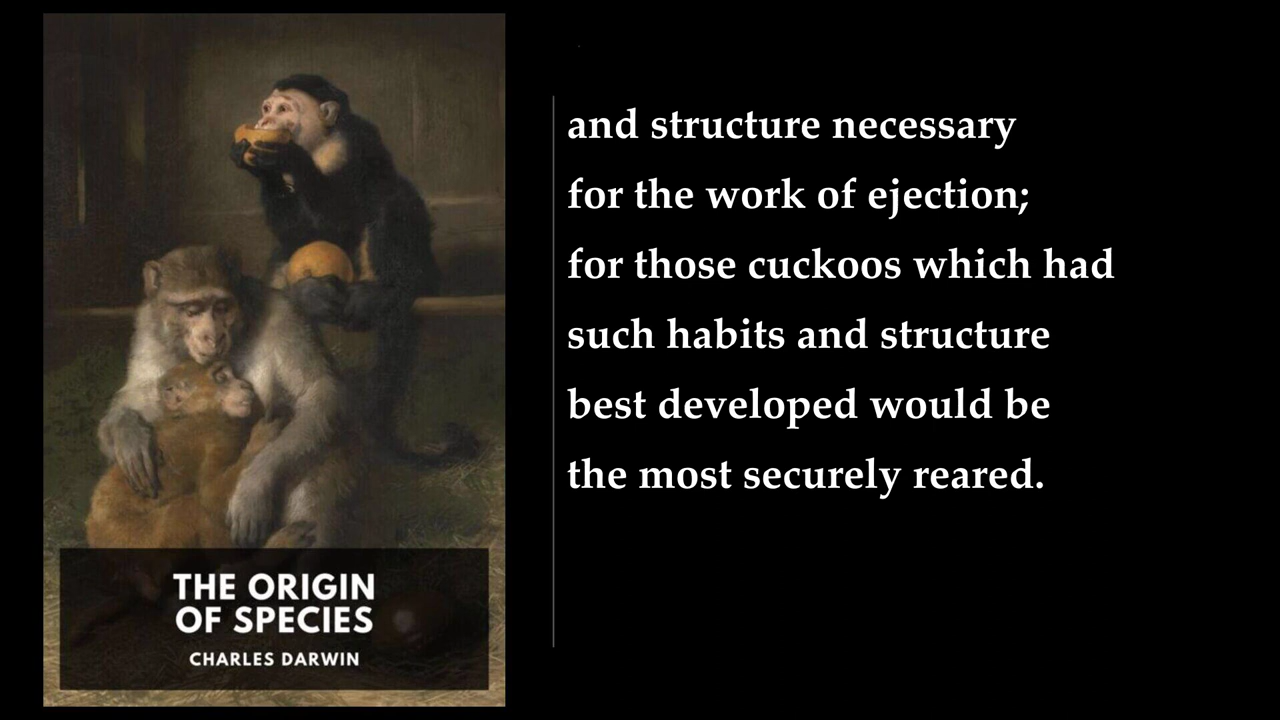 and structure necessary
for the work of ejection;
for those cuckoos which had
such habits and structure
best developed would be
the most securely reared.
THE ORIGIN
OF SPECIES
CHARLES DARWIN